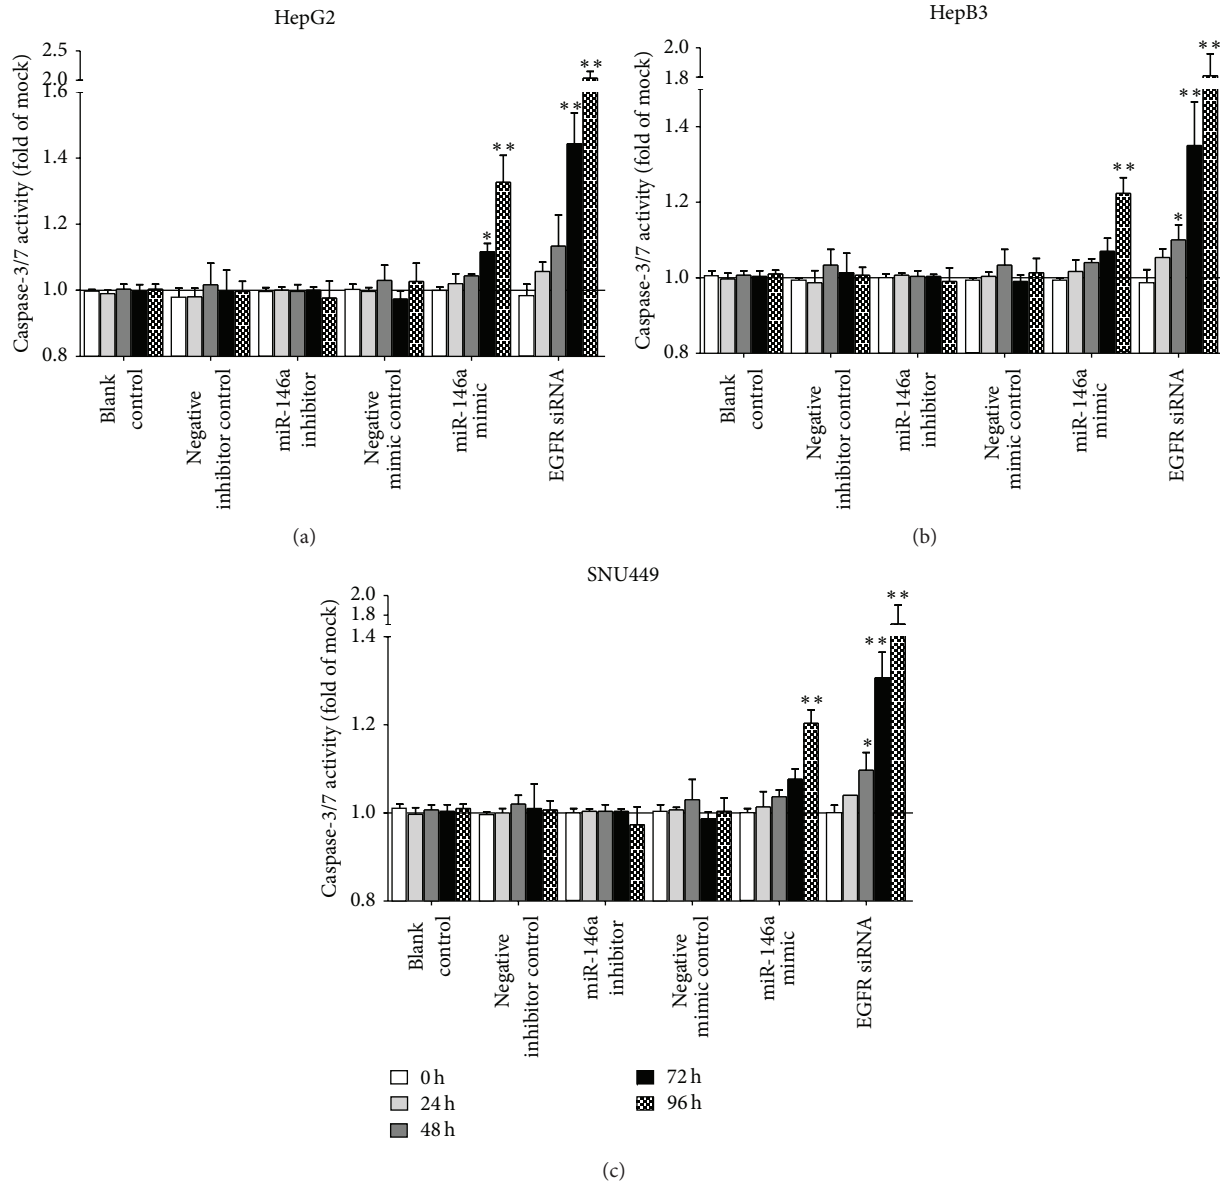 HepG2
Caspase-3/7 activity (fold of mock)
2.5
2.0
1.6
1.4
1.2
1.0
0.8
**
**
**
*
Blank
control
Negative
inhibitor control
miR-146a
inhibitor
Negative
mimic control
miR-146a
mimic
EGFR siRNA
(a)
HepB3
Caspase-3/7 activity (fold of mock)
2.0
1.8
1.4
1.2
1.0
0.8
**
**
**
*
Blank
control
Negative
inhibitor control
miR-146a
inhibitor
Negative
mimic control
miR-146a
mimic
EGFR siRNA
(b)
SNU449
Caspase-3/7 activity (fold of mock)
2.0
1.8
1.4
1.2
1.0
0.8
**
**
**
*
Blank
control
Negative
inhibitor control
miR-146a
inhibitor
Negative
mimic control
miR-146a
mimic
EGFR siRNA
0 h
24 h
48 h
72 h
96 h
(c)